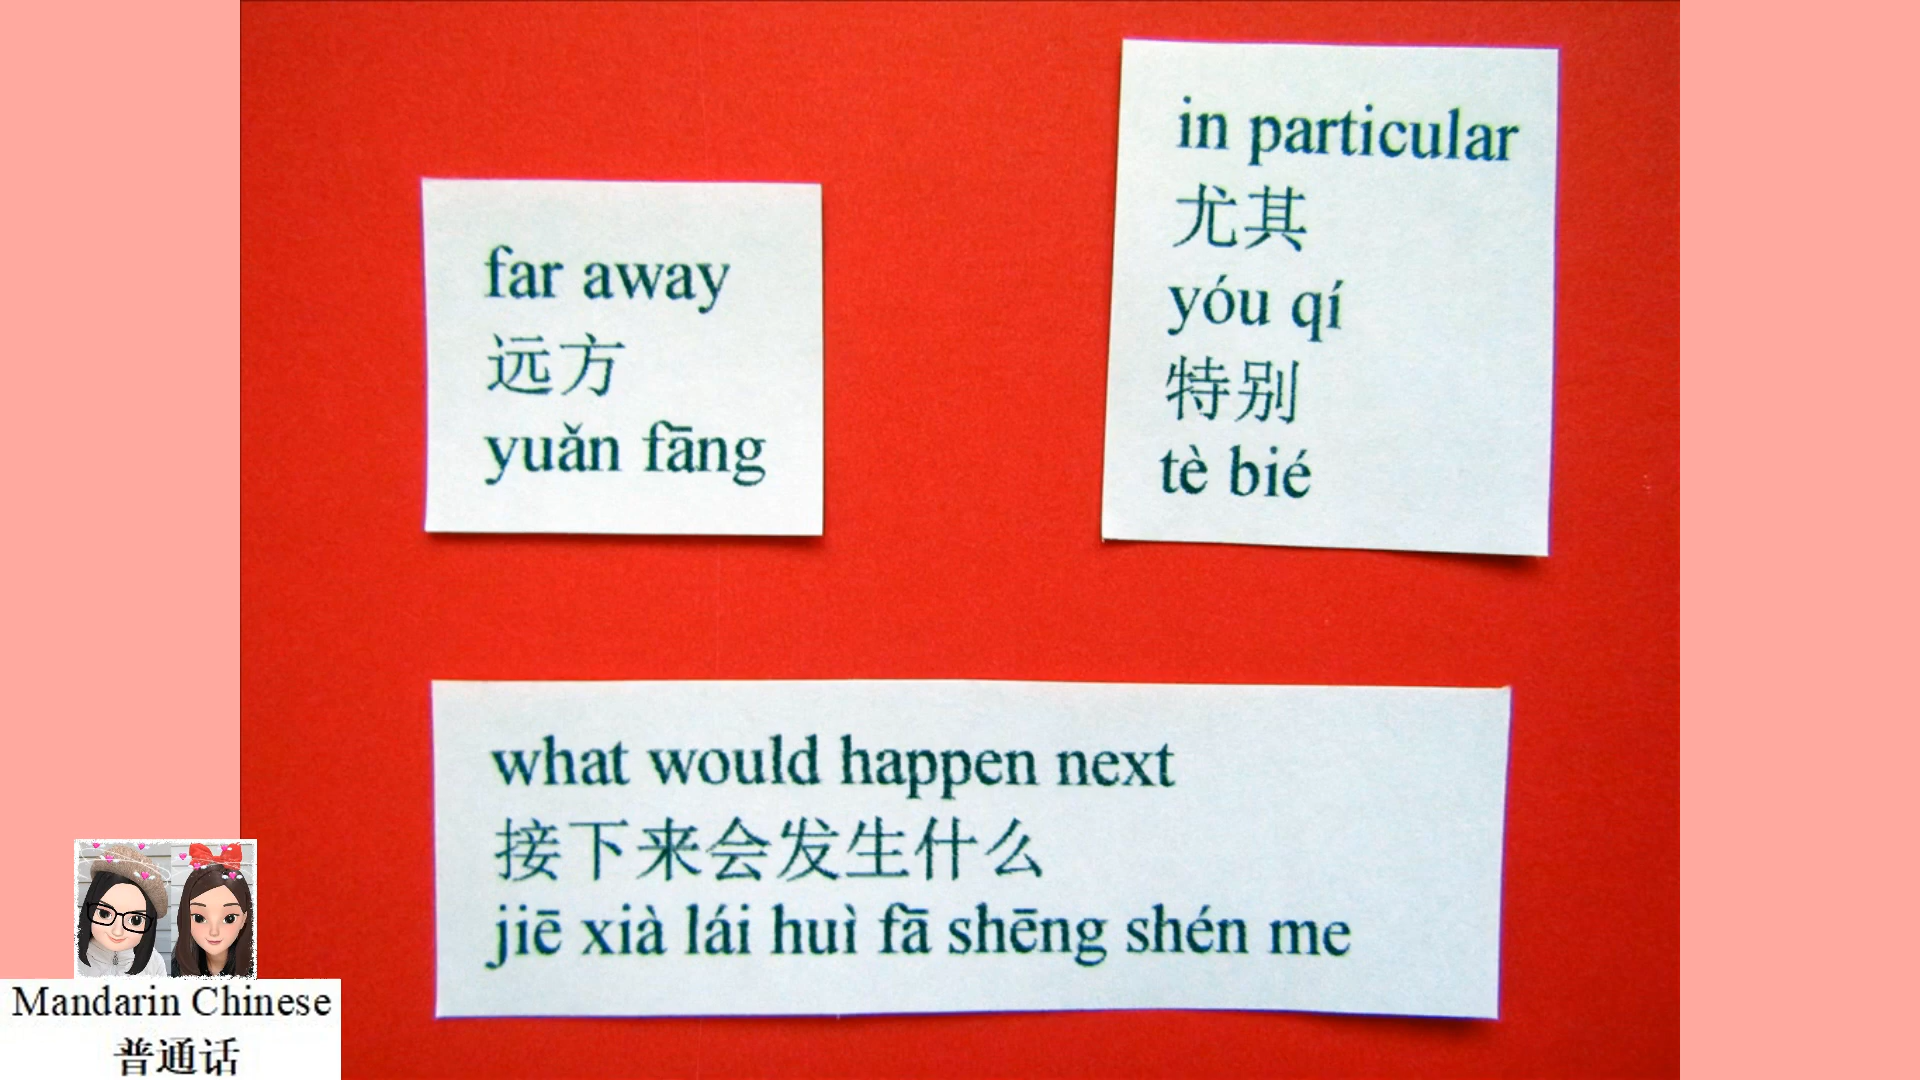 far away
远方
yuǎn fāng
in particular
尤其
yóu qí
特别
tè bié
what would happen next
接下来会发生什么
jiē xià lái huì fā shēng shén me
Mandarin Chinese
普通话